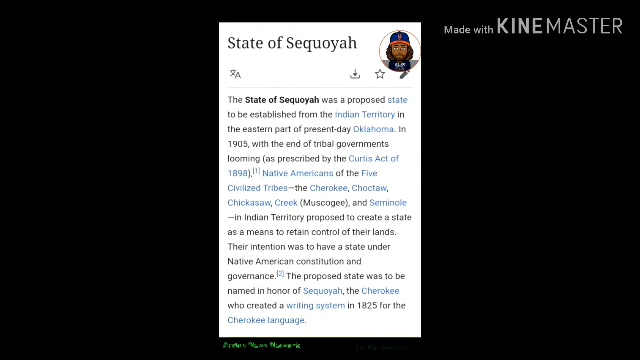 Made with KINEMASTER
State of Sequoyah
The State of Sequoyah was a proposed state
to be established from the Indian Territory in
the eastern part of present-day Oklahoma. In
1905, with the end of tribal governments
looming (as prescribed by the Curtis Act of
1898),[1] Native Americans of the Five
Civilized Tribes—the Cherokee, Choctaw,
Chickasaw, Creek (Muscogee), and Seminole
—in Indian Territory proposed to create a state
as a means to retain control of their lands.
Their intention was to have a state under
Native American constitution and
governance.[2] The proposed state was to be
named in honor of Sequoyah, the Cherokee
who created a writing system in 1825 for the
Cherokee language.